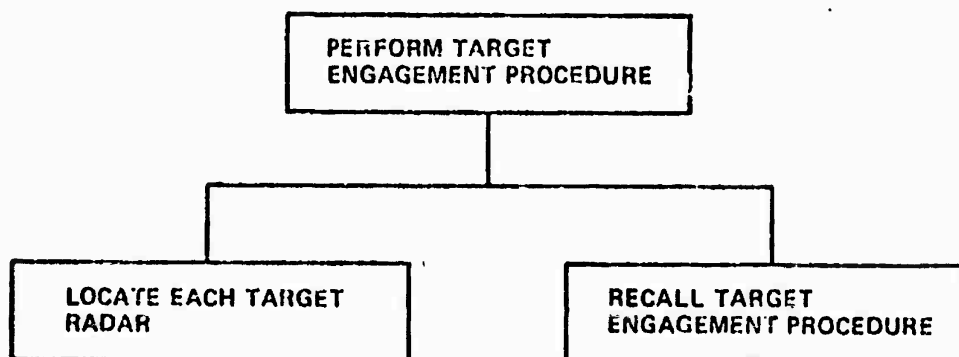 PERFORM TARGET
ENGAGEMENT PROCEDURE
LOCATE EACH TARGET
RADAR
RECALL TARGET
ENGAGEMENT PROCEDURE